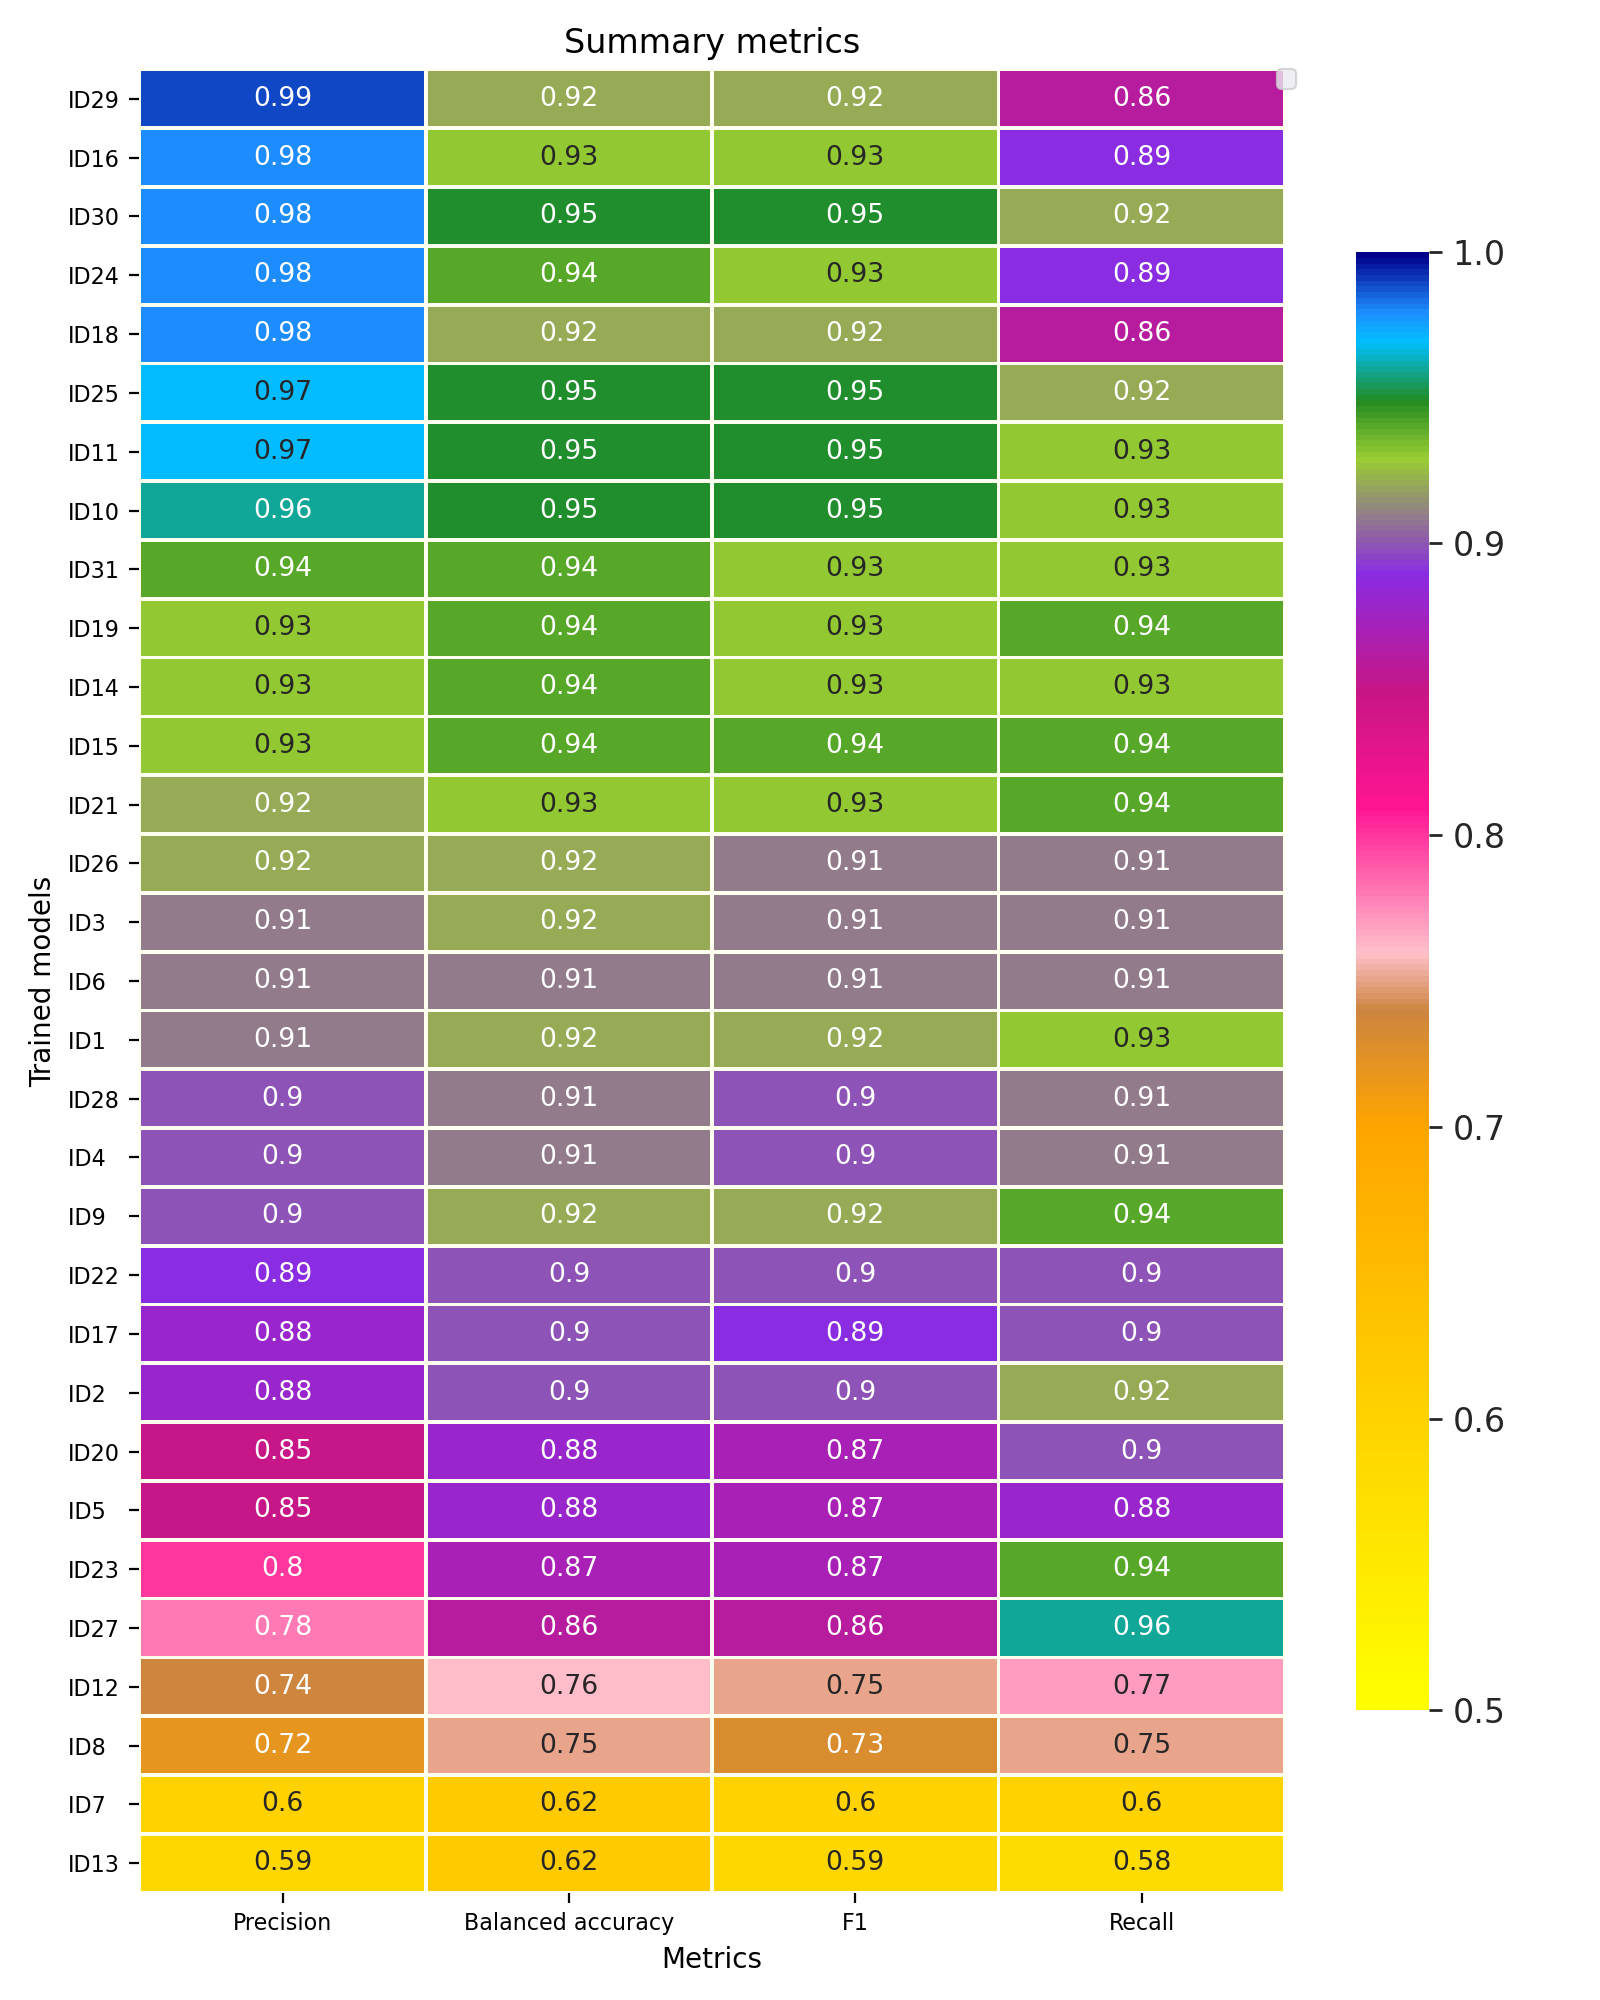 Summary metrics
ID29 0.99 0.92 0.92 0.86
ID16 0.98 0.93 0.93 0.89
ID30 0.98 0.95 0.95 0.92
ID24 0.98 0.94 0.93 0.89
ID18 0.98 0.92 0.92 0.86
ID25 0.97 0.95 0.95 0.92
ID11 0.97 0.95 0.95 0.93
ID10 0.96 0.95 0.95 0.93
ID31 0.94 0.94 0.93 0.93
ID19 0.93 0.94 0.93 0.94
ID14 0.93 0.94 0.93 0.93
ID15 0.93 0.94 0.94 0.94
ID21 0.92 0.93 0.93 0.94
ID26 0.92 0.92 0.91 0.91
ID3 0.91 0.92 0.91 0.91
ID6 0.91 0.91 0.91 0.91
ID1 0.91 0.92 0.92 0.93
ID28 0.9 0.91 0.9 0.91
ID4 0.9 0.91 0.9 0.91
ID9 0.9 0.92 0.92 0.94
ID22 0.89 0.9 0.9 0.9
ID17 0.88 0.9 0.89 0.9
ID2 0.88 0.9 0.9 0.92
ID20 0.85 0.88 0.87 0.9
ID5 0.85 0.88 0.87 0.88
ID23 0.8 0.87 0.87 0.94
ID27 0.78 0.86 0.86 0.96
ID12 0.74 0.76 0.75 0.77
ID8 0.72 0.75 0.73 0.75
ID7 0.6 0.62 0.6 0.6
ID13 0.59 0.62 0.59 0.58
Precision Balanced accuracy F1 Recall
Metrics
Trained models
1.0
0.9
0.8
0.7
0.6
0.5